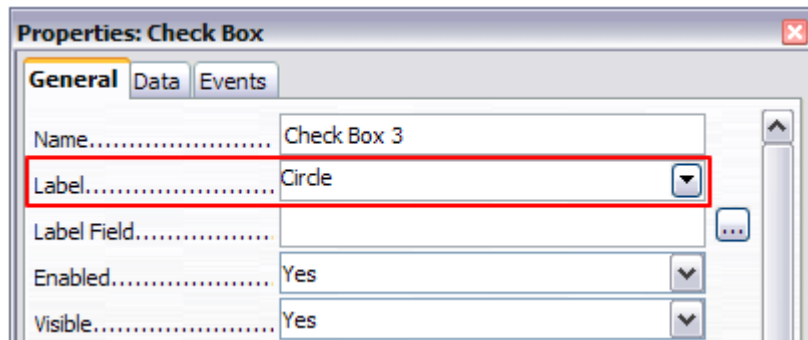 Properties: Check Box
General Data Events
Name....................... Check Box 3
Label........................ Circle
Label Field.................. ...
Enabled..................... Yes
Visible....................... Yes